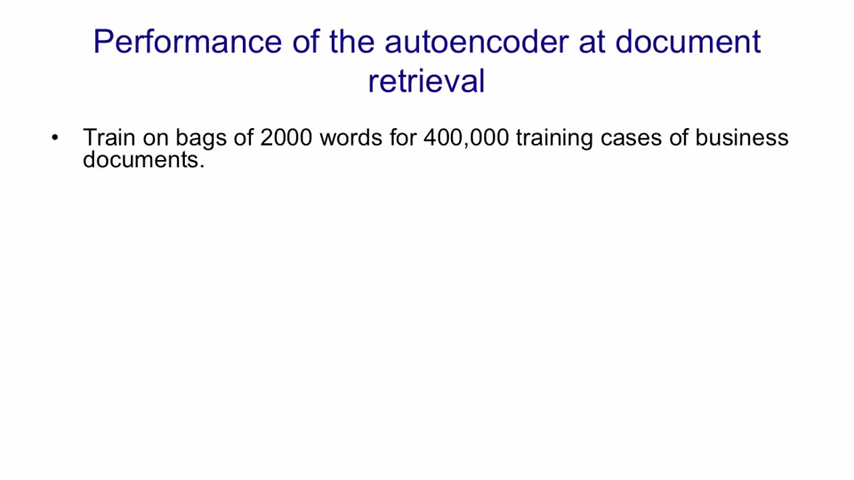 Performance of the autoencoder at document
retrieval
• Train on bags of 2000 words for 400,000 training cases of business
documents.